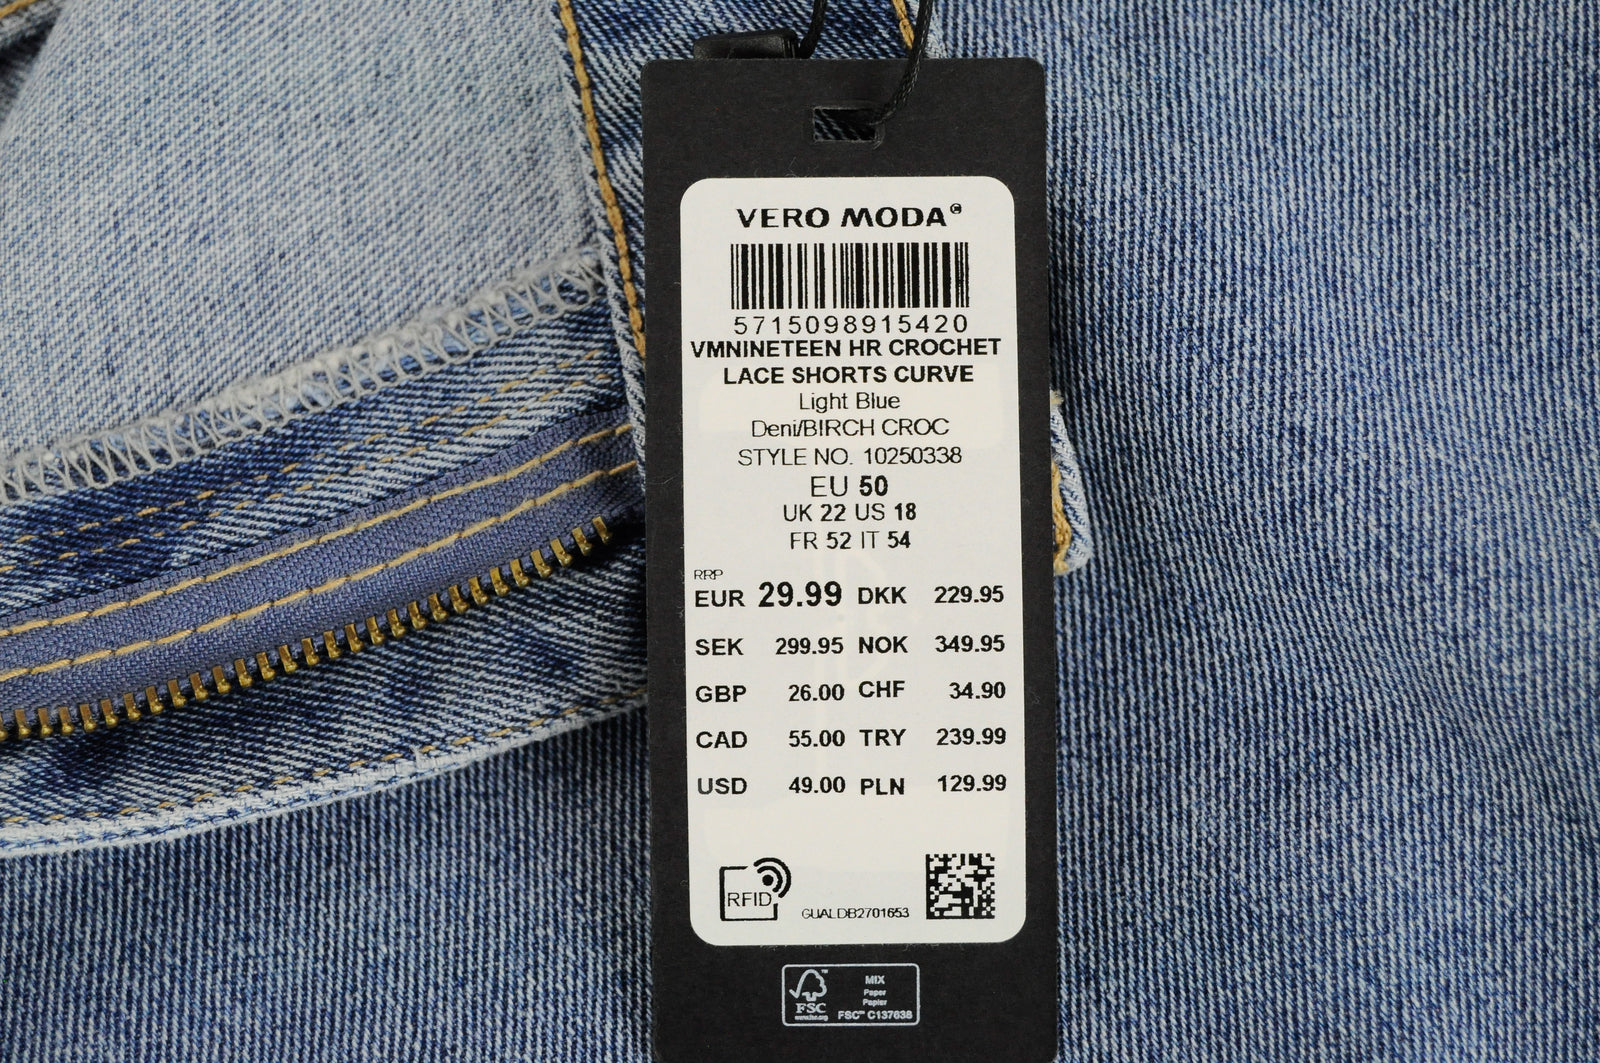 VERO MODA®
5715098915420
VMNINETEEN HR CROCHET
LACE SHORTS CURVE
Light Blue
Deni/BIRCH CROC
STYLE NO. 10250338
EU 50
UK 22 US 18
FR 52 IT 54
RRP
EUR 29.99 DKK 229.95
SEK 299.95 NOK 349.95
GBP 26.00 CHF 34.90
CAD 55.00 TRY 239.99
USD 49.00 PLN 129.99
RFID
GUALDB2701653
FSC
www.fsc.org
MIX
Paper
Papier
FSC™ C137638